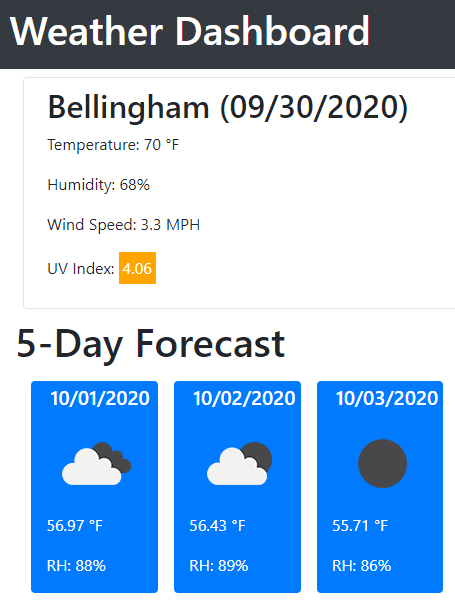 Weather Dashboard
Bellingham (09/30/2020)
Temperature: 70 °F
Humidity: 68%
Wind Speed: 3.3 MPH
UV Index: 4.06
5-Day Forecast
10/01/2020 10/02/2020 10/03/2020
56.97 °F 56.43 °F 55.71 °F
RH: 88% RH: 89% RH: 86%